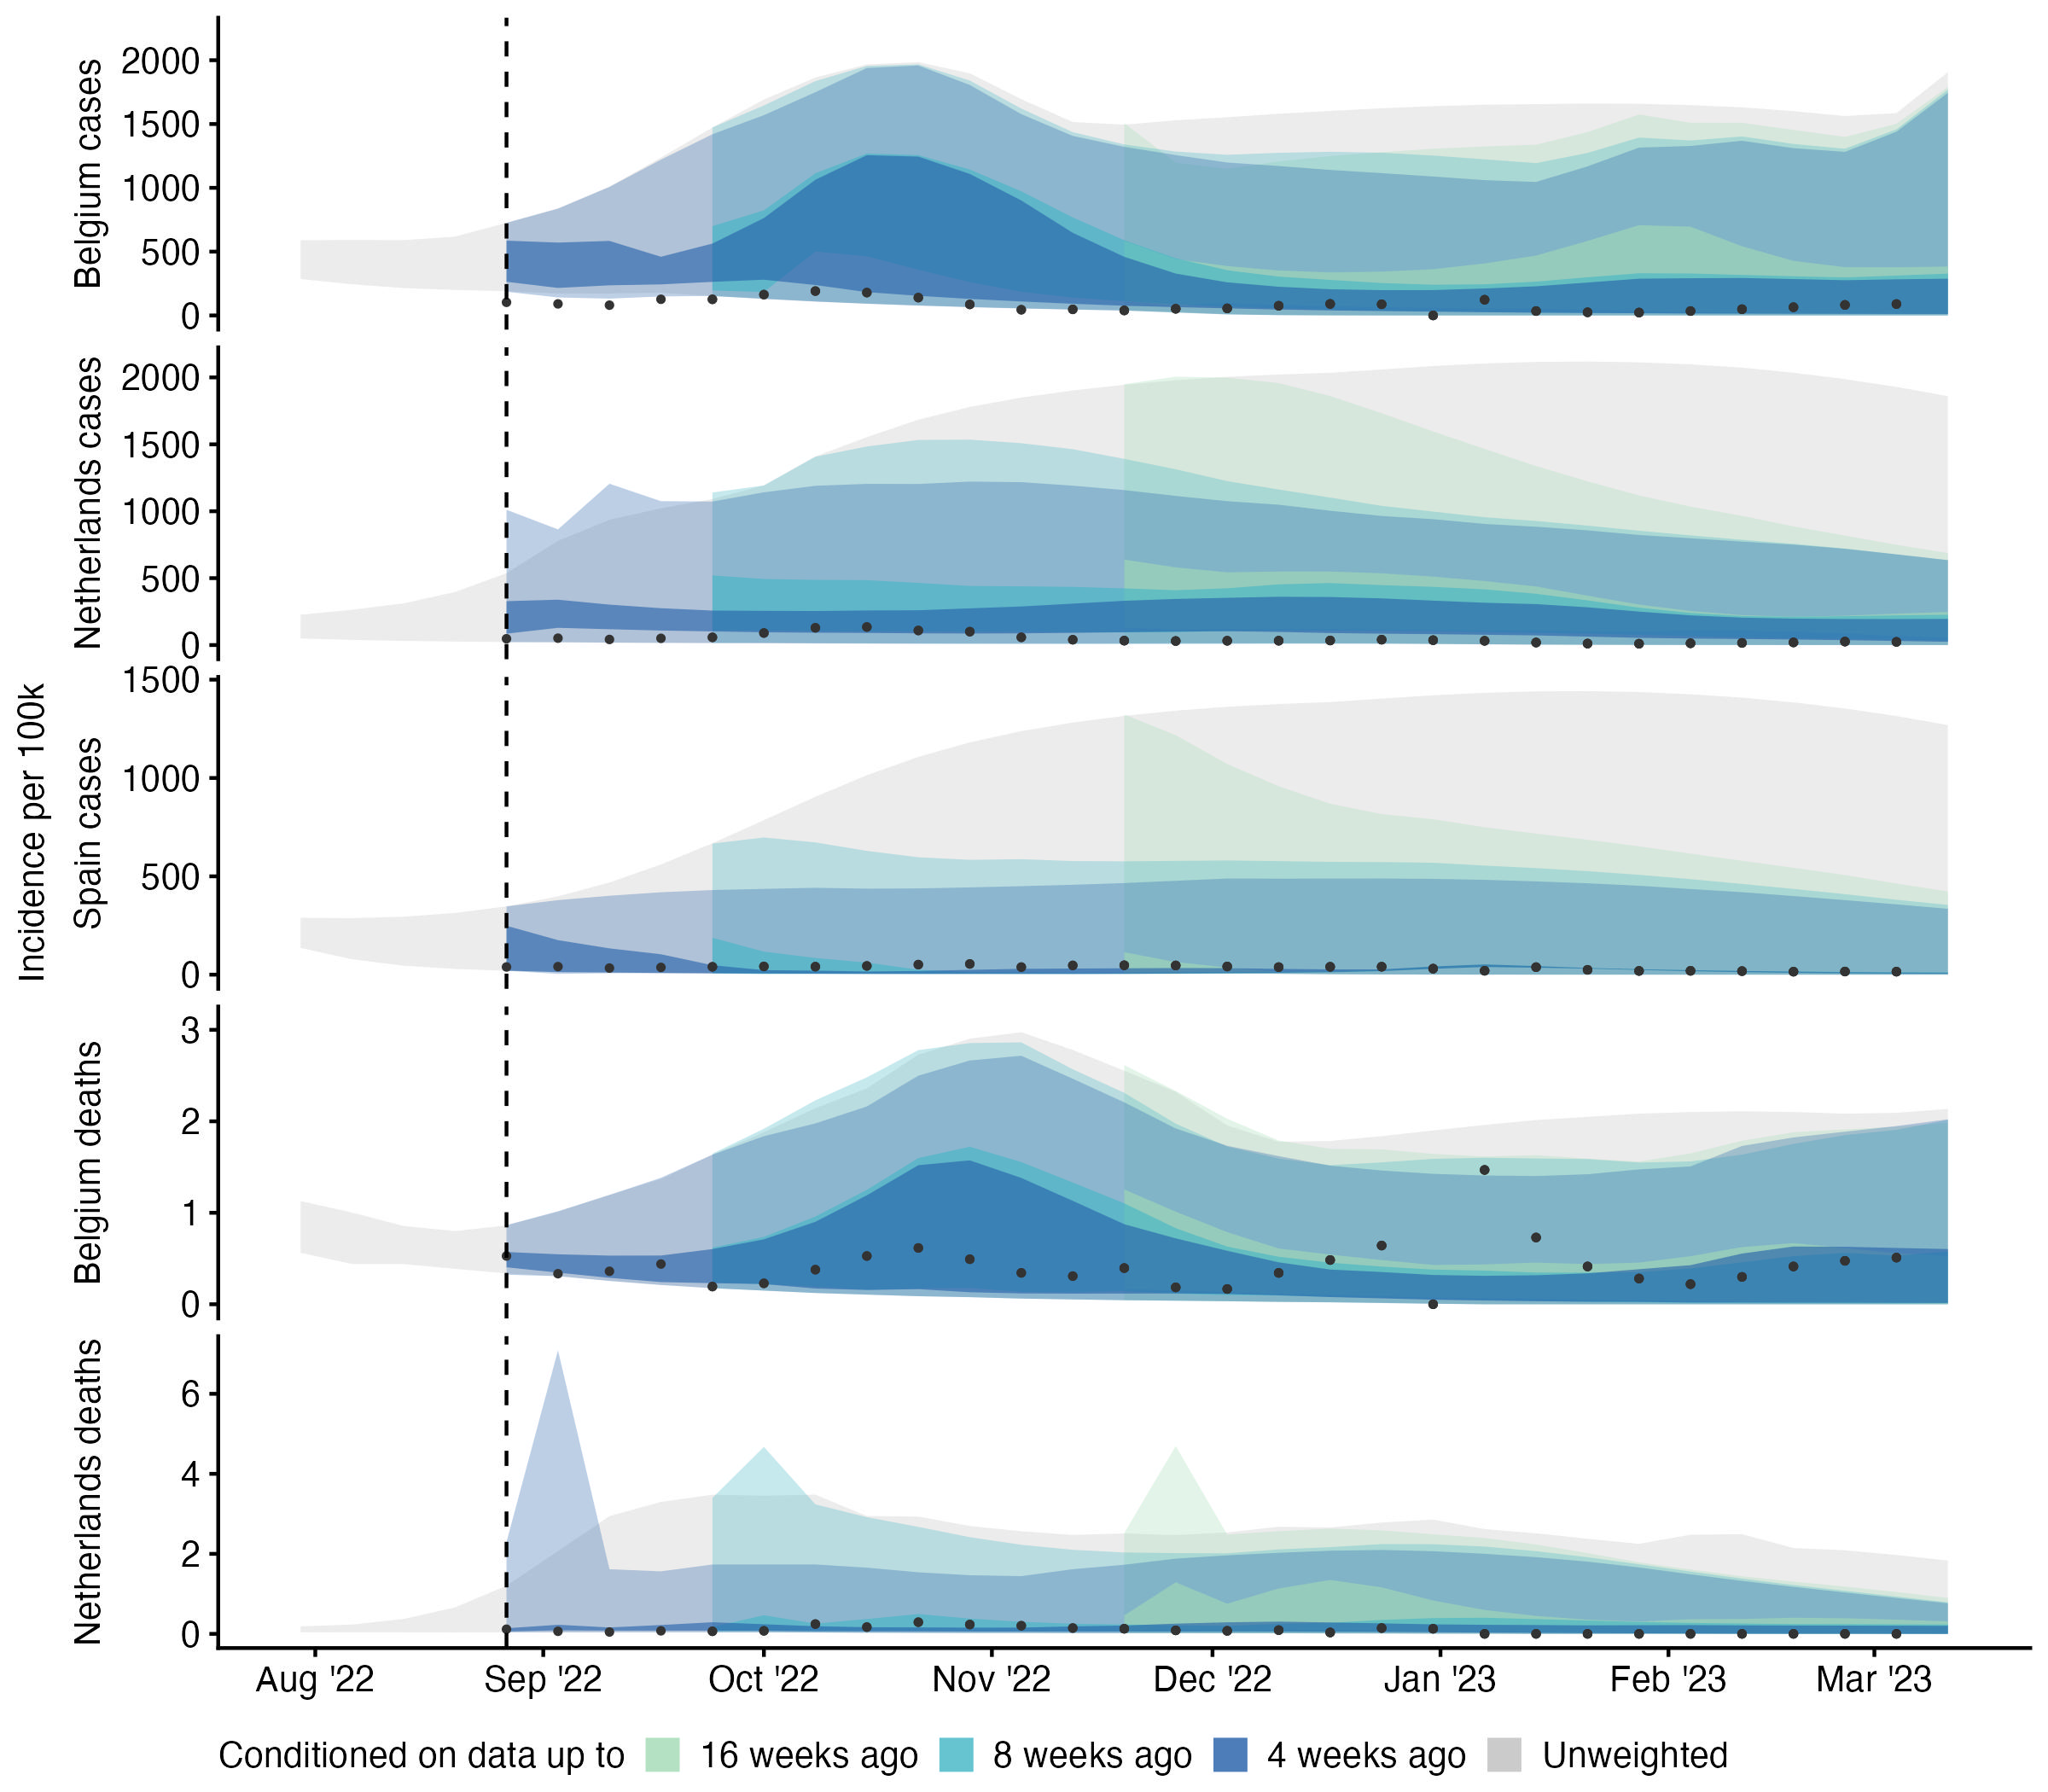 Incidence per 100k
Belgium cases
2000
1500
1000
500
0
Netherlands cases
2000
1500
1000
500
0
Spain cases
1500
1000
500
0
Belgium deaths
3
2
1
0
Netherlands deaths
6
4
2
0
Aug '22 Sep '22 Oct '22 Nov '22 Dec '22 Jan '23 Feb '23 Mar '23
Conditioned on data up to 16 weeks ago 8 weeks ago 4 weeks ago Unweighted